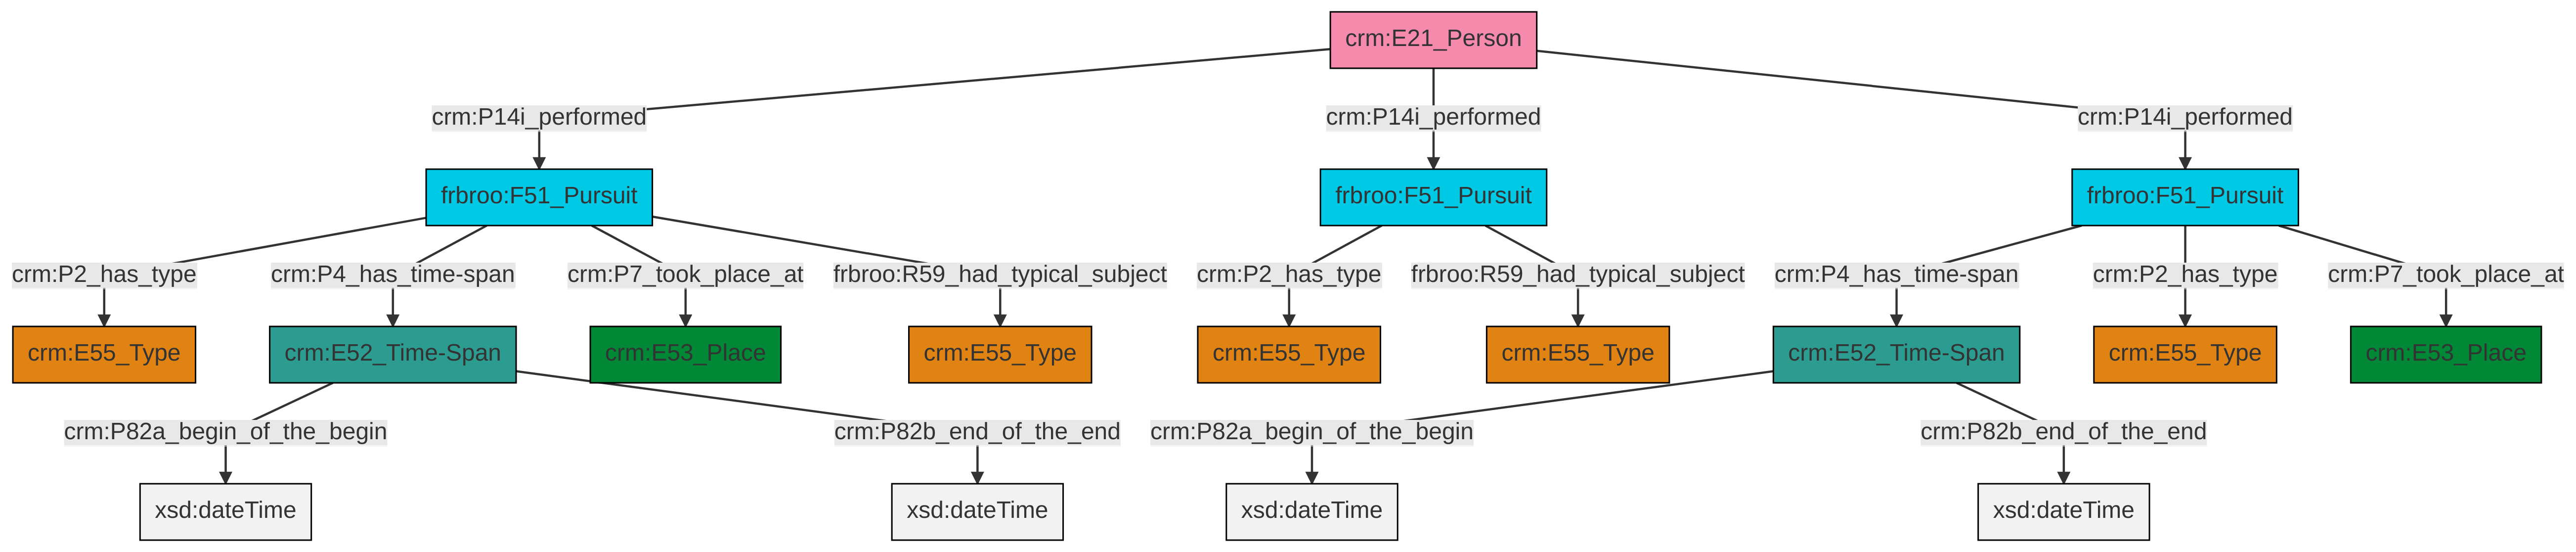 crm:E21_Person
crm:P14i_performed
crm:P14i_performed
crm:P14i_performed
frbroo:F51_Pursuit
frbroo:F51_Pursuit
frbroo:F51_Pursuit
crm:P2_has_type
crm:P4_has_time-span
crm:P7_took_place_at
frbroo:R59_had_typical_subject
crm:P2_has_type
frbroo:R59_had_typical_subject
crm:P4_has_time-span
crm:P2_has_type
crm:P7_took_place_at
crm:E55_Type
crm:E52_Time-Span
crm:E53_Place
crm:E55_Type
crm:E55_Type
crm:E55_Type
crm:E52_Time-Span
crm:E55_Type
crm:E53_Place
crm:P82a_begin_of_the_begin
crm:P82b_end_of_the_end
crm:P82a_begin_of_the_begin
crm:P82b_end_of_the_end
xsd:dateTime
xsd:dateTime
xsd:dateTime
xsd:dateTime